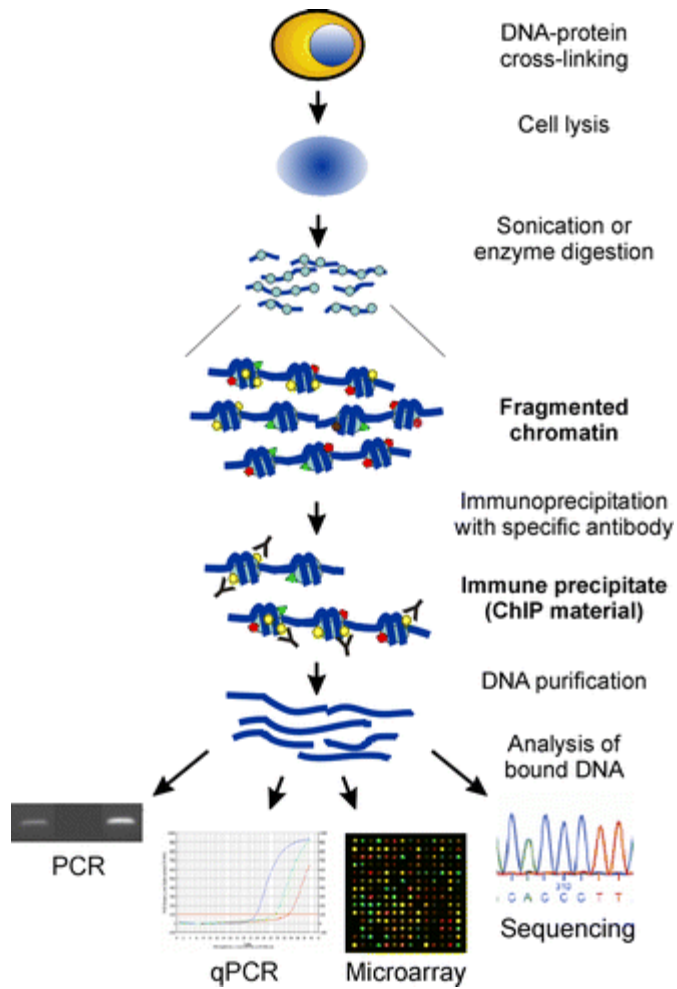 DNA-protein
cross-linking
Cell lysis
Sonication or
enzyme digestion
Fragmented
chromatin
Immunoprecipitation
with specific antibody
Immune precipitate
(ChIP material)
DNA purification
Analysis of
bound DNA
PCR
qPCR
Microarray
G A G C G T T
Sequencing